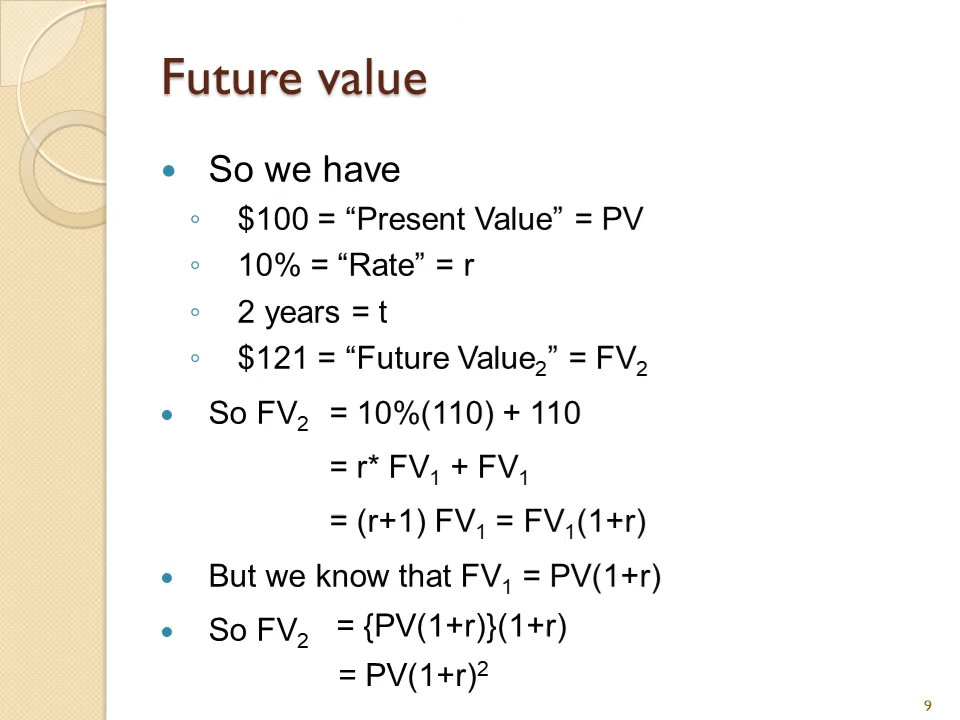 Future value
• So we have
◦ $100 = “Present Value” = PV
◦ 10% = “Rate” = r
◦ 2 years = t
◦ $121 = “Future Value₂” = FV₂
• So FV₂ = 10%(110) + 110
= r* FV₁ + FV₁
= (r+1) FV₁ = FV₁(1+r)
• But we know that FV₁ = PV(1+r)
• So FV₂ = {PV(1+r)}(1+r)
= PV(1+r)²
9